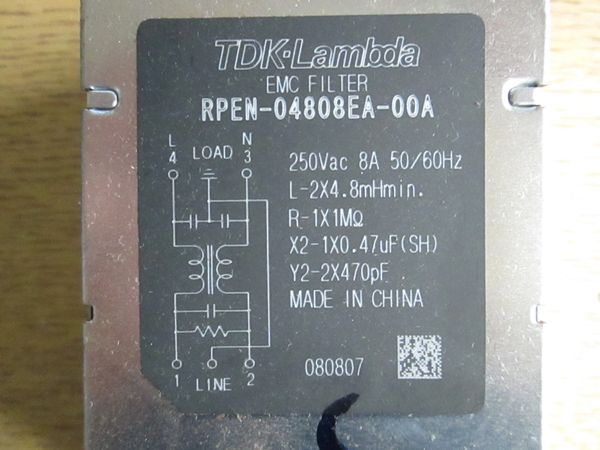 TDK·Lambda
EMC FILTER
RPEN-04808EA-00A
L N
4 LOAD 3
250Vac 8A 50/60Hz
L-2X4.8mHmin.
R-1X1MΩ
X2-1X0.47uF(SH)
Y2-2X470pF
MADE IN CHINA
1 LINE 2
080807